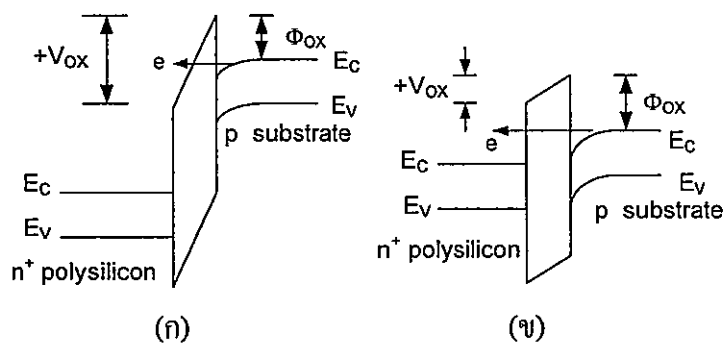 +VOX
e
ΦOX
EC
EV
p substrate
EC
EV
n+ polysilicon
(ก)
+VOX
e
ΦOX
EC
EV
p substrate
EC
EV
n+ polysilicon
(ข)